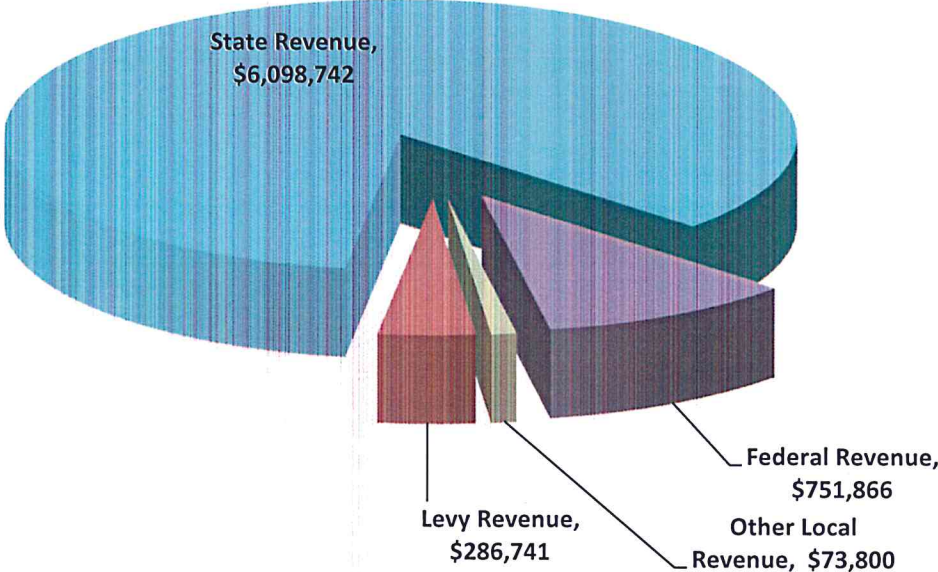 State Revenue,
$6,098,742
Federal Revenue,
$751,866
Levy Revenue,
$286,741
Other Local
Revenue, $73,800